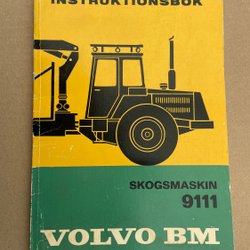 INSTRUKTIONSBOK
SKOGSMASKIN
9111
VOLVO BM